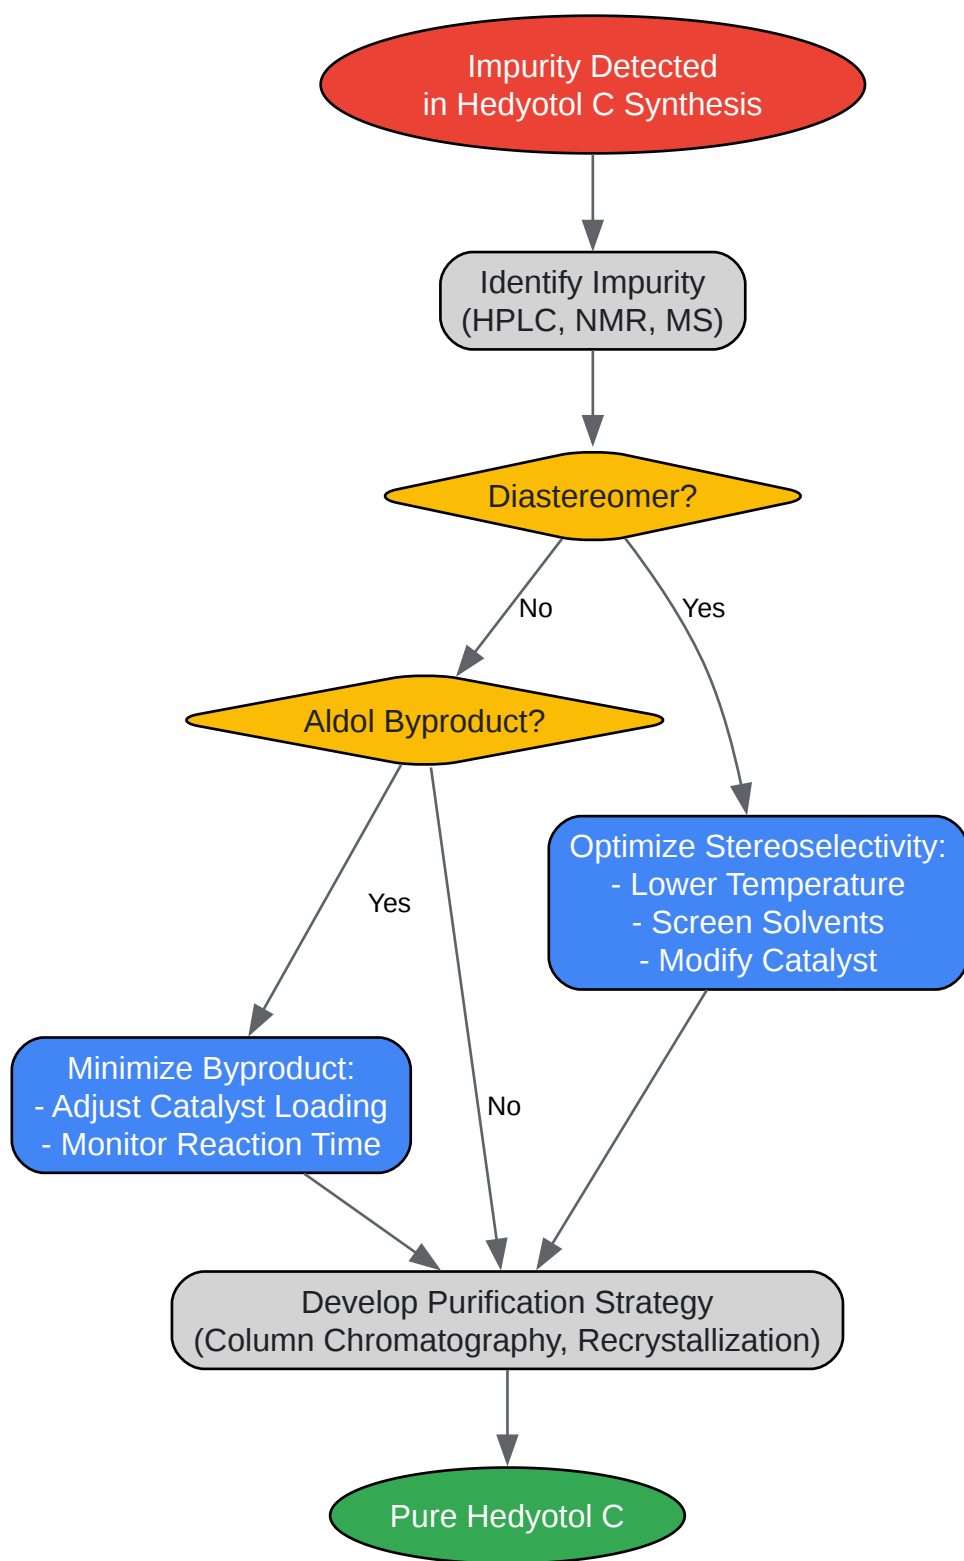 Impurity Detected
in Hedyotol C Synthesis
Identify Impurity
(HPLC, NMR, MS)
Diastereomer?
No
Yes
Aldol Byproduct?
Optimize Stereoselectivity:
- Lower Temperature
- Screen Solvents
- Modify Catalyst
Yes
Minimize Byproduct:
- Adjust Catalyst Loading
- Monitor Reaction Time
No
Develop Purification Strategy
(Column Chromatography, Recrystallization)
Pure Hedyotol C